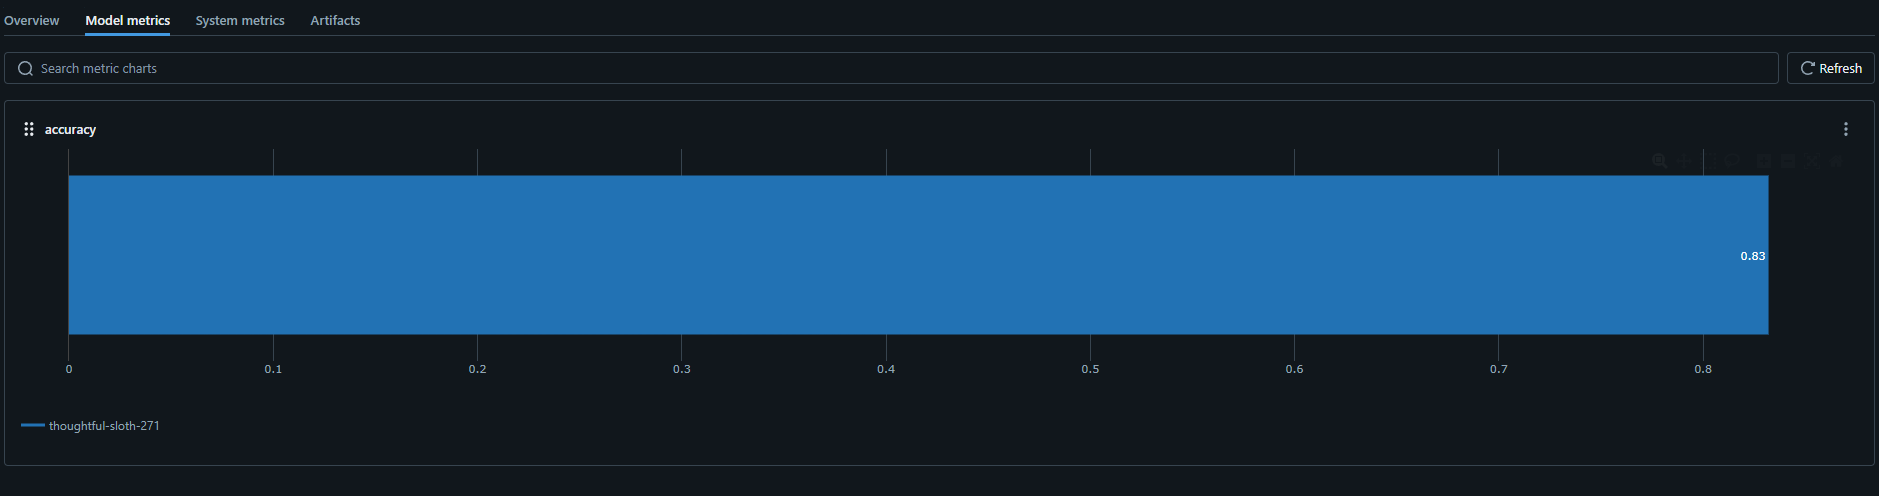 Overview Model metrics System metrics Artifacts
Search metric charts Refresh
accuracy
0.83
0 0.1 0.2 0.3 0.4 0.5 0.6 0.7 0.8
thoughtful-sloth-271